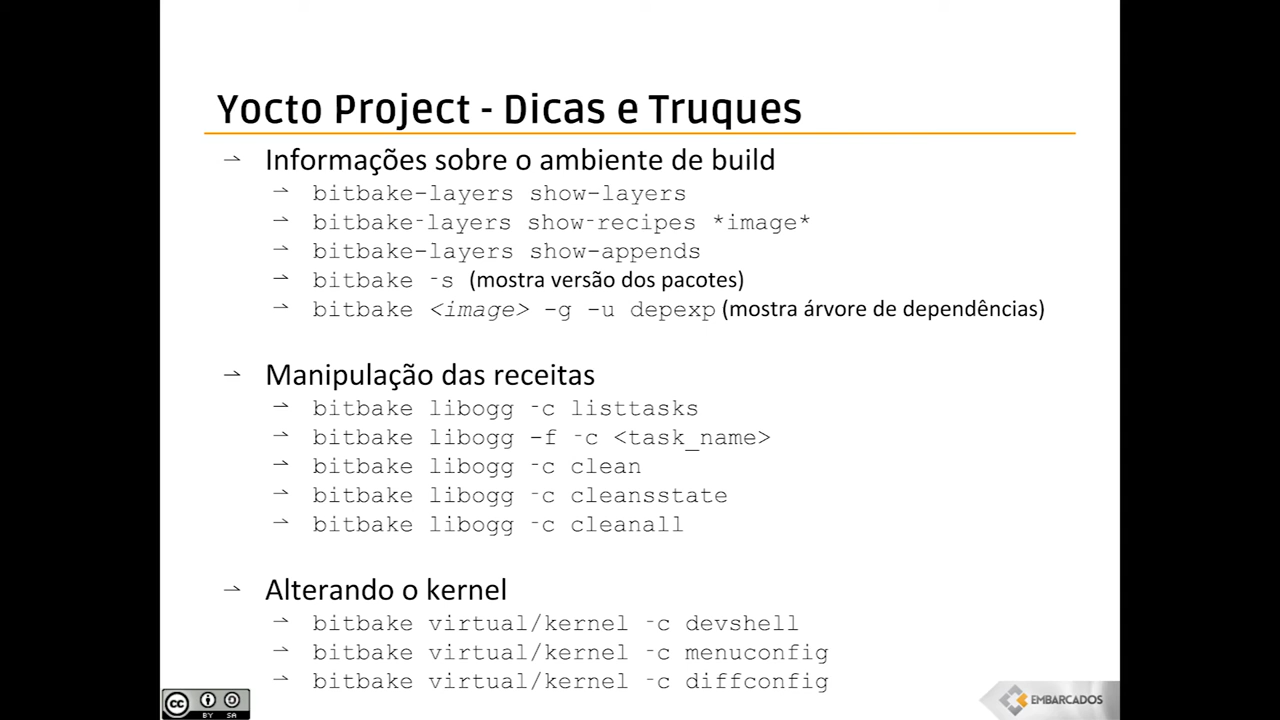 Yocto Project - Dicas e Truques
⇀ Informações sobre o ambiente de build
⇀ bitbake-layers show-layers
⇀ bitbake-layers show-recipes *image*
⇀ bitbake-layers show-appends
⇀ bitbake -s (mostra versão dos pacotes)
⇀ bitbake <image> -g -u depexp (mostra árvore de dependências)
⇀ Manipulação das receitas
⇀ bitbake libogg -c listtasks
⇀ bitbake libogg -f -c <task_name>
⇀ bitbake libogg -c clean
⇀ bitbake libogg -c cleansstate
⇀ bitbake libogg -c cleanall
⇀ Alterando o kernel
⇀ bitbake virtual/kernel -c devshell
⇀ bitbake virtual/kernel -c menuconfig
⇀ bitbake virtual/kernel -c diffconfig
cc BY SA
EMBARCADOS